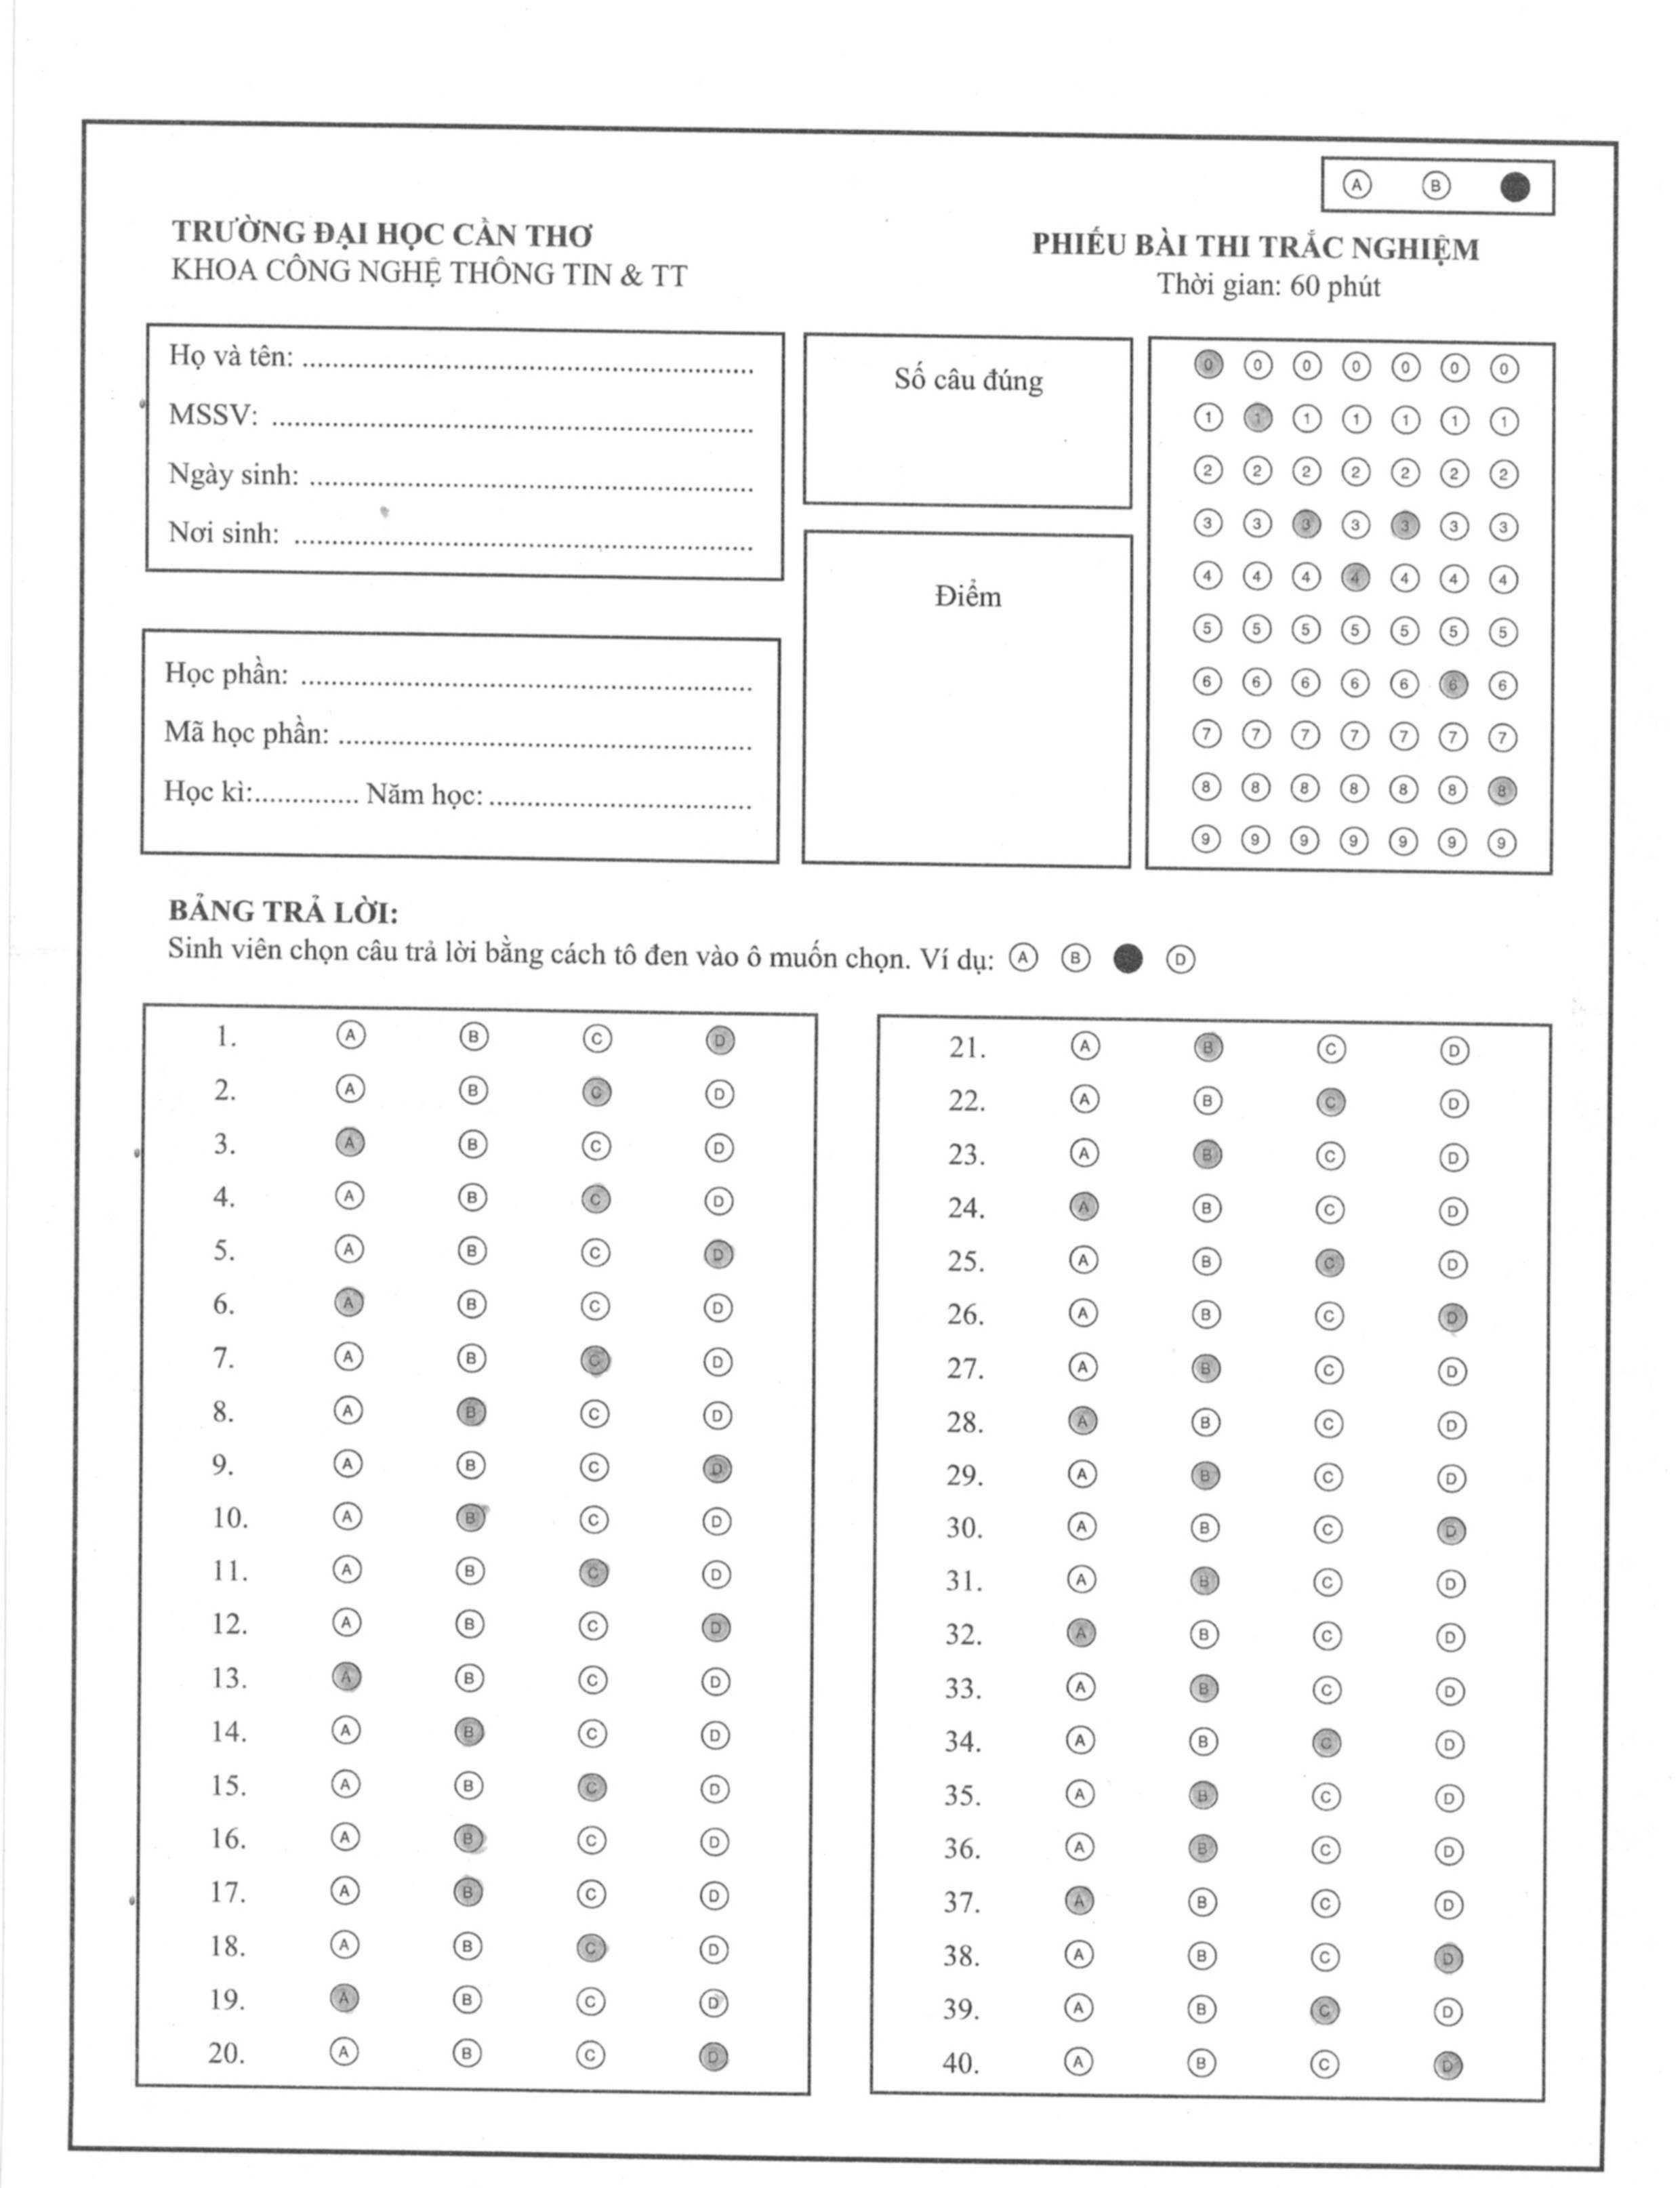 Ⓐ Ⓑ ●
TRƯỜNG ĐẠI HỌC CẦN THƠ
KHOA CÔNG NGHỆ THÔNG TIN & TT
PHIẾU BÀI THI TRẮC NGHIỆM
Thời gian: 60 phút
Họ và tên: ..........
MSSV: ..........
Ngày sinh: ..........
Nơi sinh: ..........
Số câu đúng
Điểm
0 0 0 0 0 0 0
1 1 1 1 1 1 1
2 2 2 2 2 2 2
3 3 3 3 3 3 3
4 4 4 4 4 4 4
5 5 5 5 5 5 5
6 6 6 6 6 6 6
7 7 7 7 7 7 7
8 8 8 8 8 8 8
9 9 9 9 9 9 9
Học phần: ..........
Mã học phần: ..........
Học kì:.......... Năm học: ..........
BẢNG TRẢ LỜI:
Sinh viên chọn câu trả lời bằng cách tô đen vào ô muốn chọn. Ví dụ: Ⓐ Ⓑ ● Ⓓ
1. A B C D
2. A B C D
3. A B C D
4. A B C D
5. A B C D
6. A B C D
7. A B C D
8. A B C D
9. A B C D
10. A B C D
11. A B C D
12. A B C D
13. A B C D
14. A B C D
15. A B C D
16. A B C D
17. A B C D
18. A B C D
19. A B C D
20. A B C D
21. A B C D
22. A B C D
23. A B C D
24. A B C D
25. A B C D
26. A B C D
27. A B C D
28. A B C D
29. A B C D
30. A B C D
31. A B C D
32. A B C D
33. A B C D
34. A B C D
35. A B C D
36. A B C D
37. A B C D
38. A B C D
39. A B C D
40. A B C D